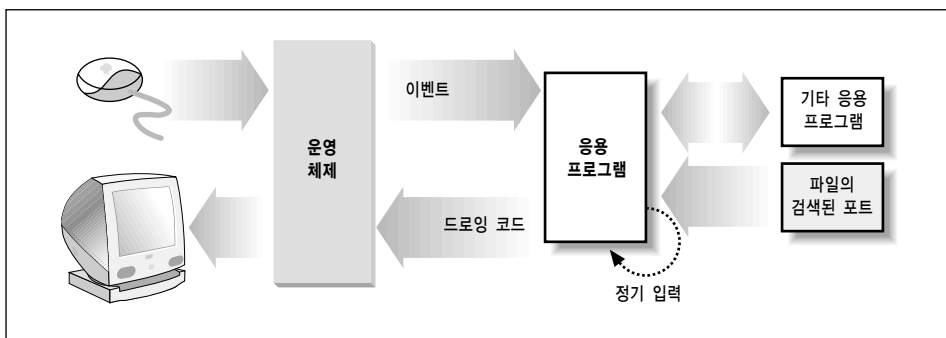 이벤트
운영
체제
응용
프로그램
기타 응용
프로그램
파일의
검색된 포트
드로잉 코드
정기 입력